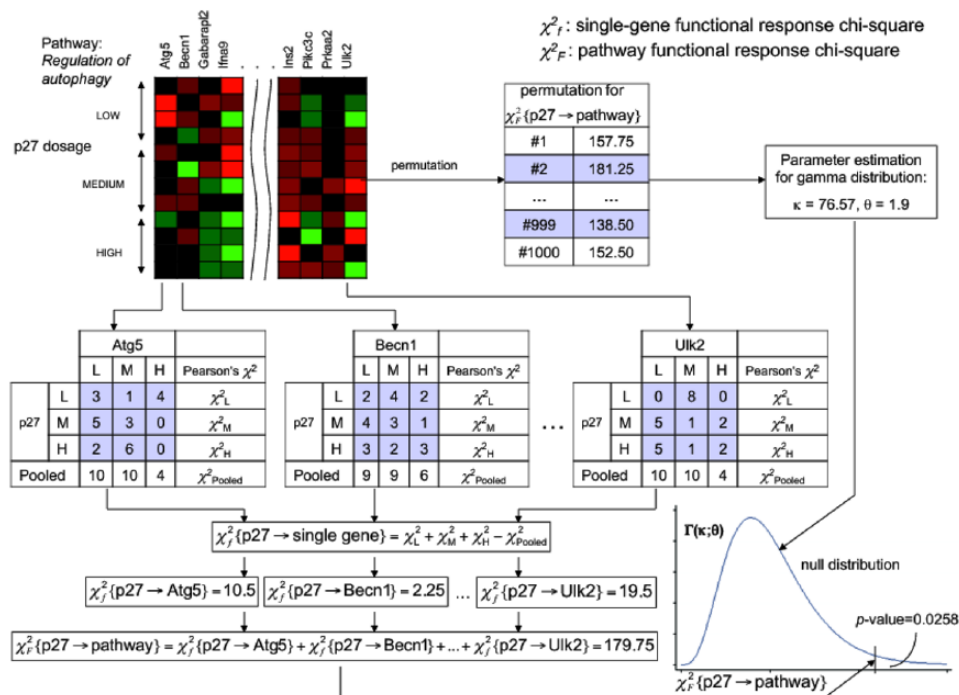 χ²f : single-gene functional response chi-square
χ²F : pathway functional response chi-square
Pathway:
Regulation of
autophagy
Atg5
Becn1
Gabarapl2
Ifna9
. . .
Ins2
Pikc3c
Prkaa2
Ulk2
p27 dosage
LOW
MEDIUM
HIGH
permutation
permutation for
χ²F{p27 → pathway}
#1 157.75
#2 181.25
... ...
#999 138.50
#1000 152.50
Parameter estimation
for gamma distribution:
κ = 76.57, θ = 1.9
Atg5
L M H Pearson's χ²
p27
L 3 1 4 χ²L
M 5 3 0 χ²M
H 2 6 0 χ²H
Pooled 10 10 4 χ²Pooled
Becn1
L M H Pearson's χ²
p27
L 2 4 2 χ²L
M 4 3 1 χ²M
H 3 2 3 χ²H
Pooled 9 9 6 χ²Pooled
...
Ulk2
L M H Pearson's χ²
p27
L 0 8 0 χ²L
M 5 1 2 χ²M
H 5 1 2 χ²H
Pooled 10 10 4 χ²Pooled
χ²f{p27 → single gene} = χ²L + χ²M + χ²H − χ²Pooled
χ²f{p27 → Atg5} = 10.5
χ²f{p27 → Becn1} = 2.25
...
χ²f{p27 → Ulk2} = 19.5
χ²F{p27 → pathway} = χ²f{p27 → Atg5} + χ²f{p27 → Becn1} + ... + χ²f{p27 → Ulk2} = 179.75
Γ(κ;θ)
null distribution
p-value=0.0258
χ²F{p27 → pathway}